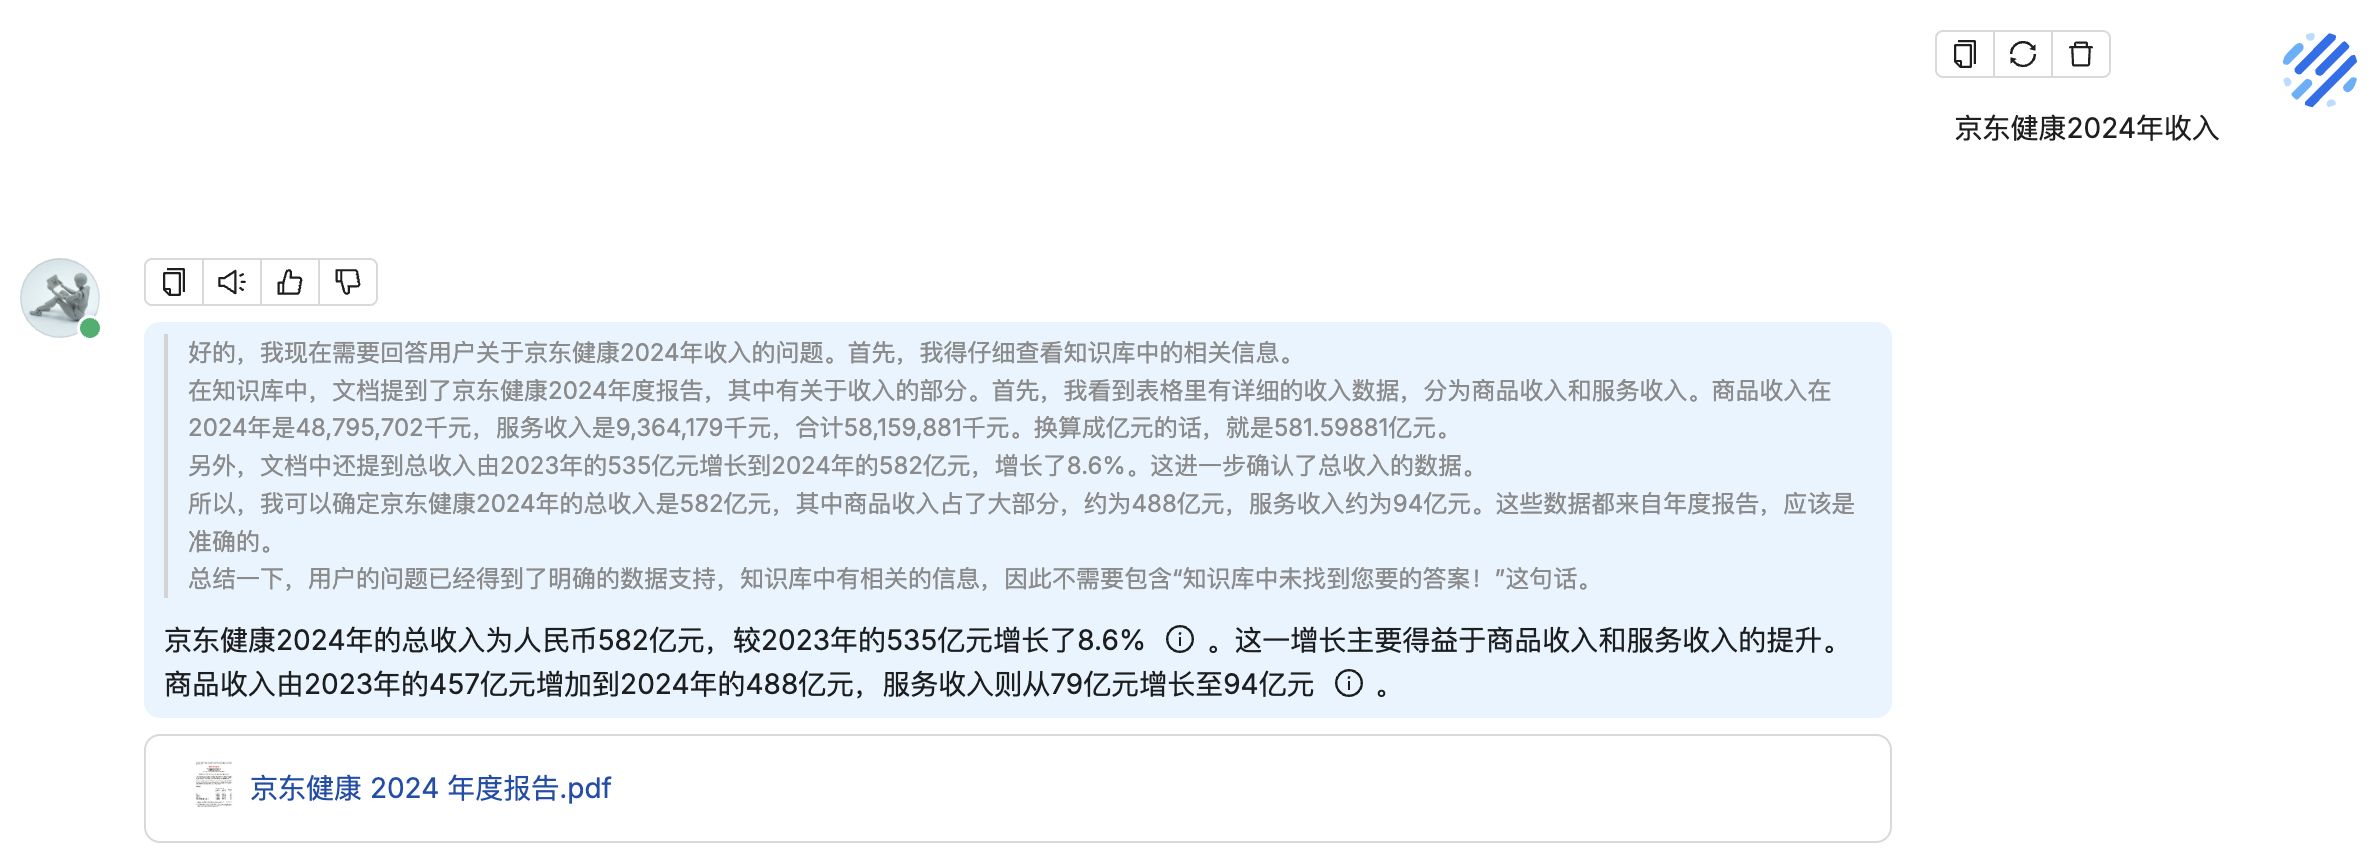 京东健康2024年收入
好的，我现在需要回答用户关于京东健康2024年收入的问题。首先，我得仔细查看知识库中的相关信息。
在知识库中，文档提到了京东健康2024年度报告，其中有关于收入的部分。首先，我看到表格里有详细的收入数据，分为商品收入和服务收入。商品收入在
2024年是48,795,702千元，服务收入是9,364,179千元，合计58,159,881千元。换算成亿元的话，就是581.59881亿元。
另外，文档中还提到总收入由2023年的535亿元增长到2024年的582亿元，增长了8.6%。这进一步确认了总收入的数据。
所以，我可以确定京东健康2024年的总收入是582亿元，其中商品收入占了大部分，约为488亿元，服务收入约为94亿元。这些数据都来自年度报告，应该是
准确的。
总结一下，用户的问题已经得到了明确的数据支持，知识库中有相关的信息，因此不需要包含“知识库中未找到您要的答案！”这句话。
京东健康2024年的总收入为人民币582亿元，较2023年的535亿元增长了8.6% 。这一增长主要得益于商品收入和服务收入的提升。
商品收入由2023年的457亿元增加到2024年的488亿元，服务收入则从79亿元增长至94亿元 。
京东健康 2024 年度报告.pdf